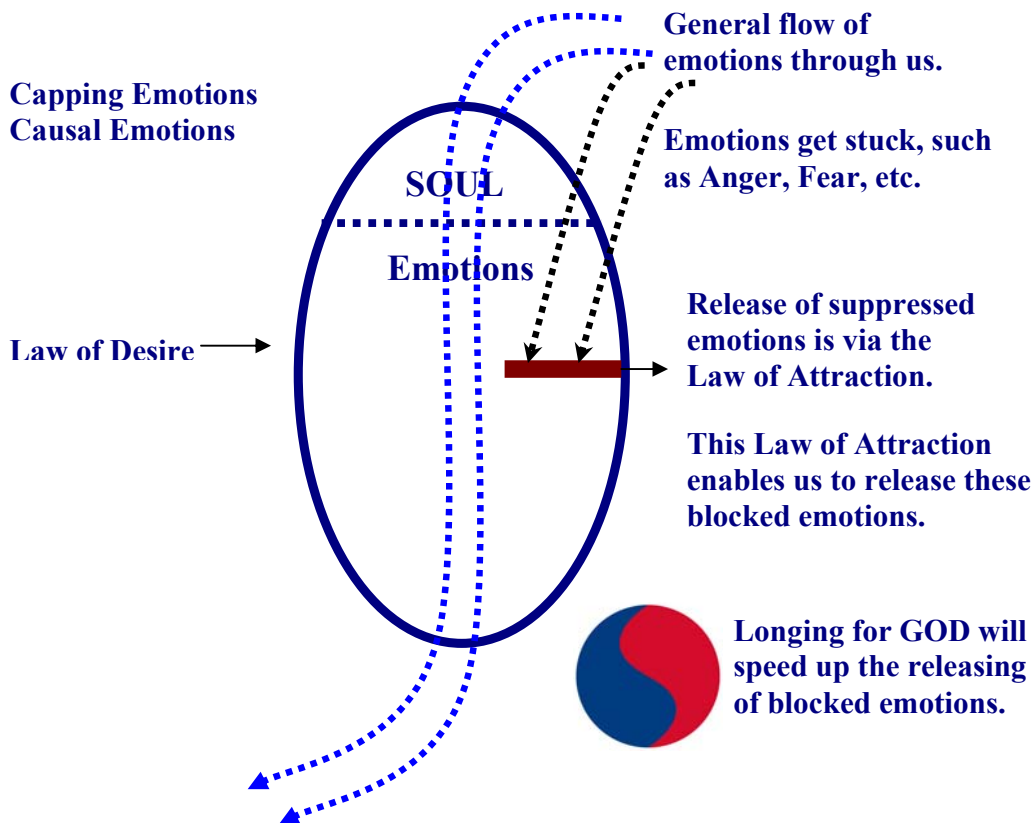 General flow of
emotions through us.
Capping Emotions
Causal Emotions
Emotions get stuck, such
as Anger, Fear, etc.
SOUL
Emotions
Law of Desire
Release of suppressed
emotions is via the
Law of Attraction.
This Law of Attraction
enables us to release these
blocked emotions.
Longing for GOD will
speed up the releasing
of blocked emotions.